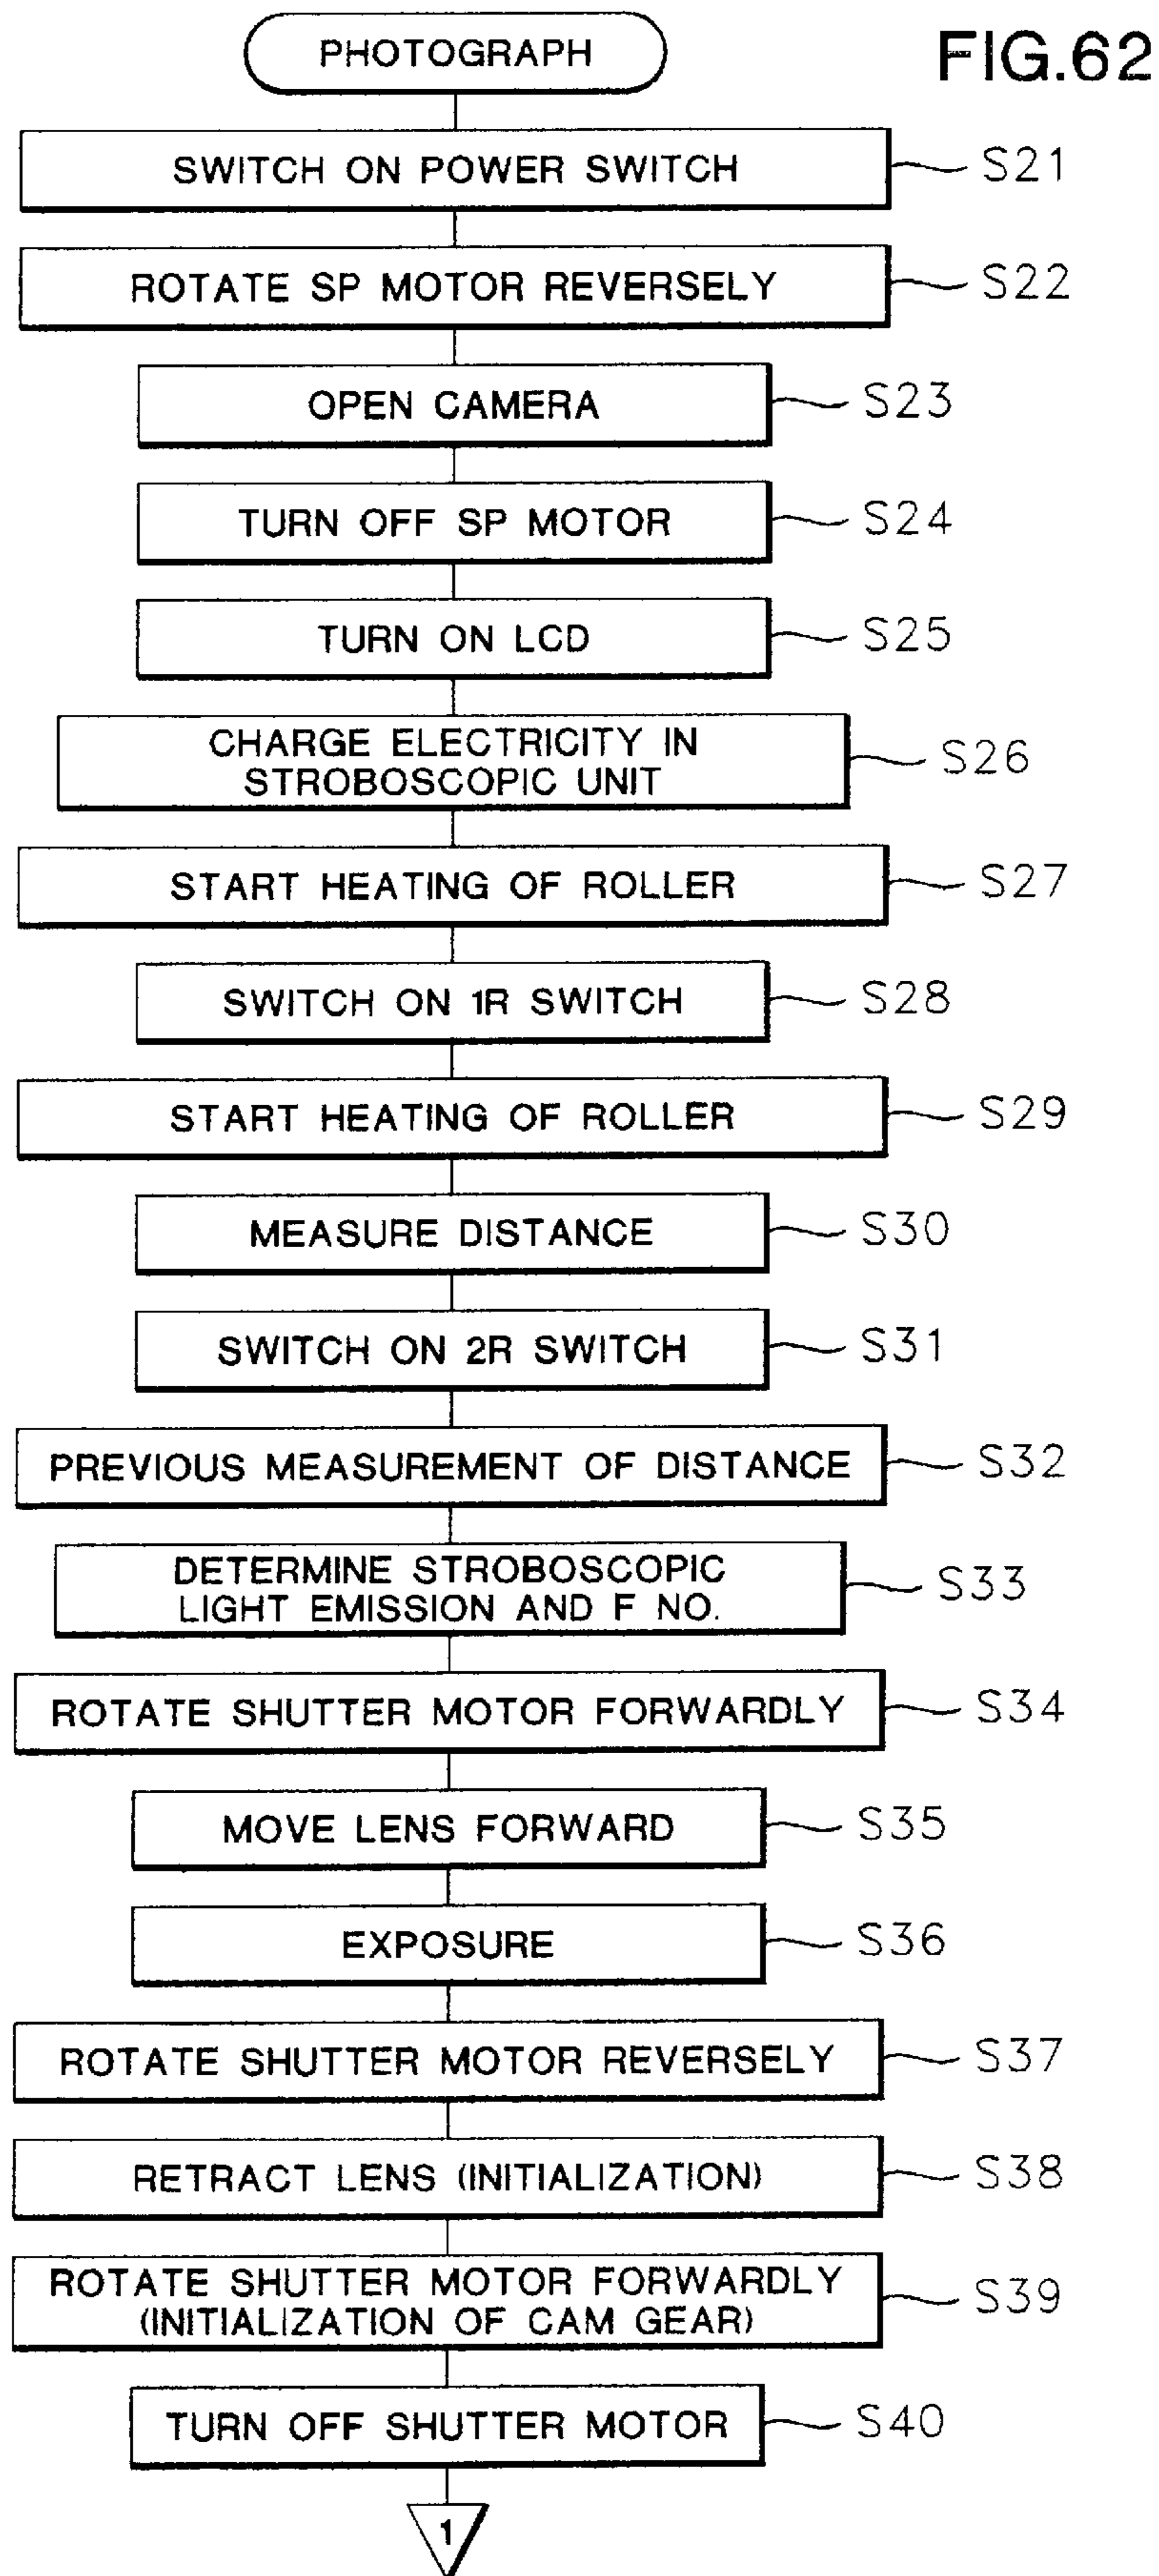 PHOTOGRAPH
FIG.62
SWITCH ON POWER SWITCH
S21
ROTATE SP MOTOR REVERSELY
S22
OPEN CAMERA
S23
TURN OFF SP MOTOR
S24
TURN ON LCD
S25
CHARGE ELECTRICITY IN
STROBOSCOPIC UNIT
S26
START HEATING OF ROLLER
S27
SWITCH ON 1R SWITCH
S28
START HEATING OF ROLLER
S29
MEASURE DISTANCE
S30
SWITCH ON 2R SWITCH
S31
PREVIOUS MEASUREMENT OF DISTANCE
S32
DETERMINE STROBOSCOPIC
LIGHT EMISSION AND F NO.
S33
ROTATE SHUTTER MOTOR FORWARDLY
S34
MOVE LENS FORWARD
S35
EXPOSURE
S36
ROTATE SHUTTER MOTOR REVERSELY
S37
RETRACT LENS (INITIALIZATION)
S38
ROTATE SHUTTER MOTOR FORWARDLY
(INITIALIZATION OF CAM GEAR)
S39
TURN OFF SHUTTER MOTOR
S40
1